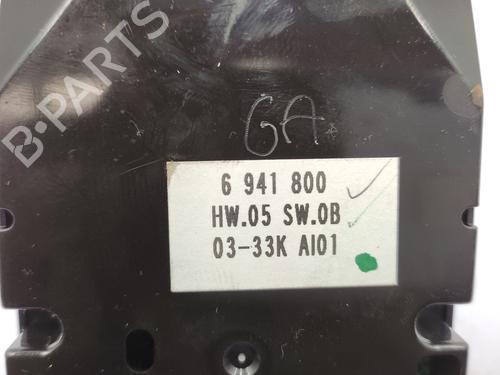 B-PARTS
GA
6 941 800
HW.05 SW.0B
03-33K AI01